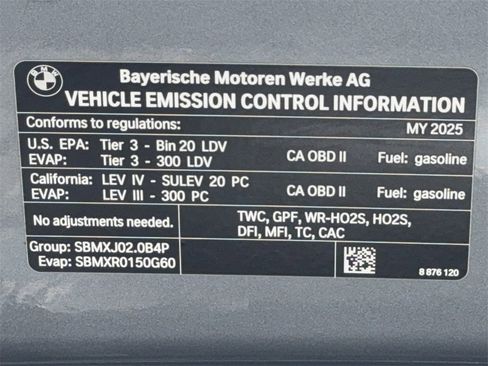 BMW
Bayerische Motoren Werke AG
VEHICLE EMISSION CONTROL INFORMATION
Conforms to regulations: MY 2025
U.S. EPA: Tier 3 - Bin 20 LDV
EVAP: Tier 3 - 300 LDV
CA OBD II Fuel: gasoline
California: LEV IV - SULEV 20 PC
EVAP: LEV III - 300 PC
CA OBD II Fuel: gasoline
No adjustments needed.
TWC, GPF, WR-HO2S, HO2S,
DFI, MFI, TC, CAC
Group: SBMXJ02.0B4P
Evap: SBMXR0150G60
8 876 120